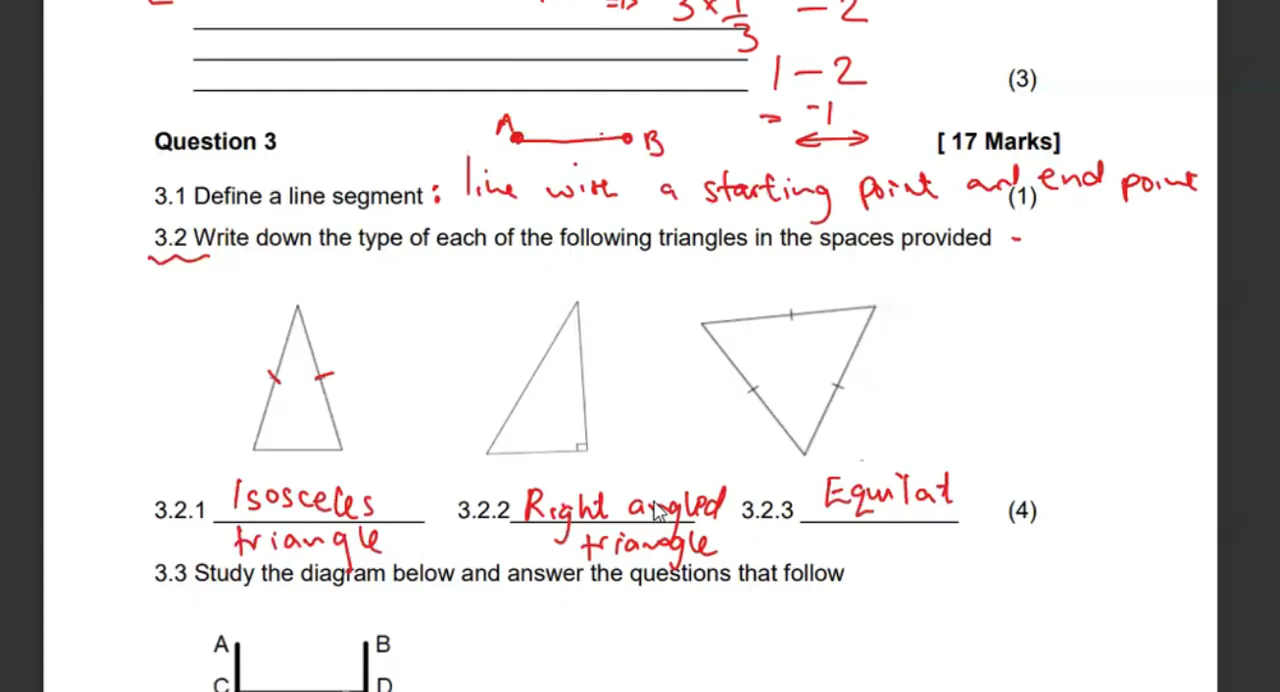 => 3 × 1/3 - 2
1 - 2
(3)
= -1
A B
Question 3 [ 17 Marks]
3.1 Define a line segment : line with a starting point and end point (1)
3.2 Write down the type of each of the following triangles in the spaces provided
3.2.1 Isosceles triangle
3.2.2 Right angled triangle
3.2.3 Equilat
(4)
3.3 Study the diagram below and answer the questions that follow
A B
C D